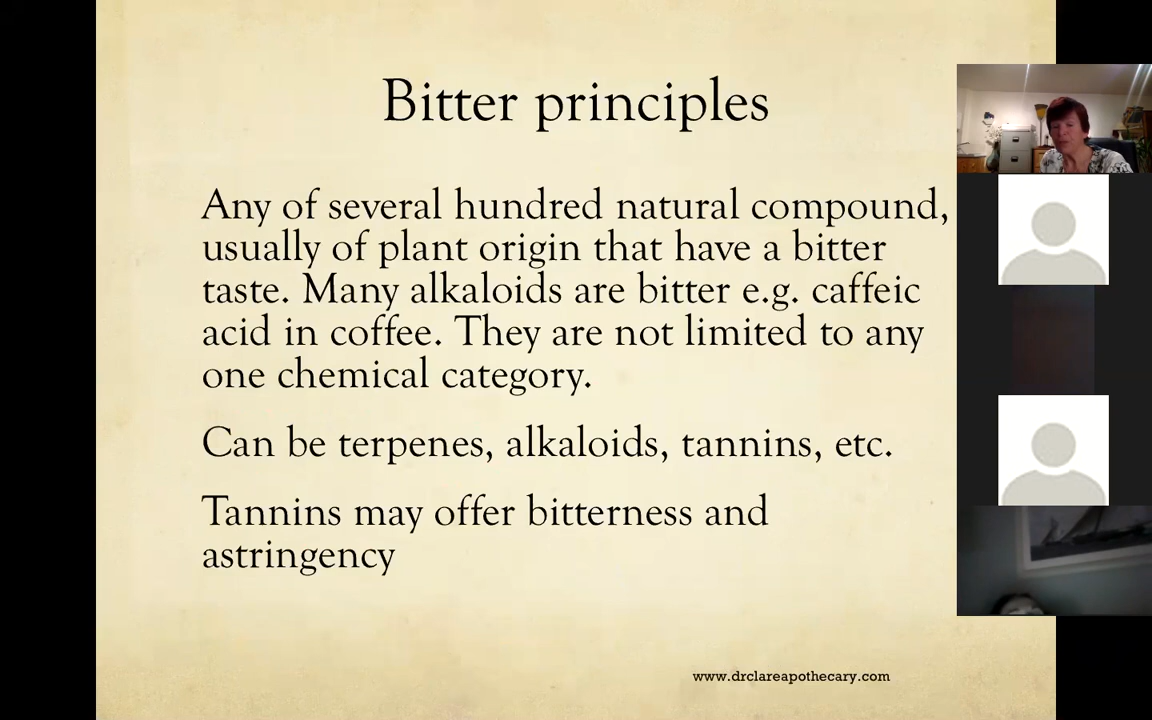 Bitter principles
Any of several hundred natural compound,
usually of plant origin that have a bitter
taste. Many alkaloids are bitter e.g. caffeic
acid in coffee. They are not limited to any
one chemical category.
Can be terpenes, alkaloids, tannins, etc.
Tannins may offer bitterness and
astringency
www.drclareapothecary.com